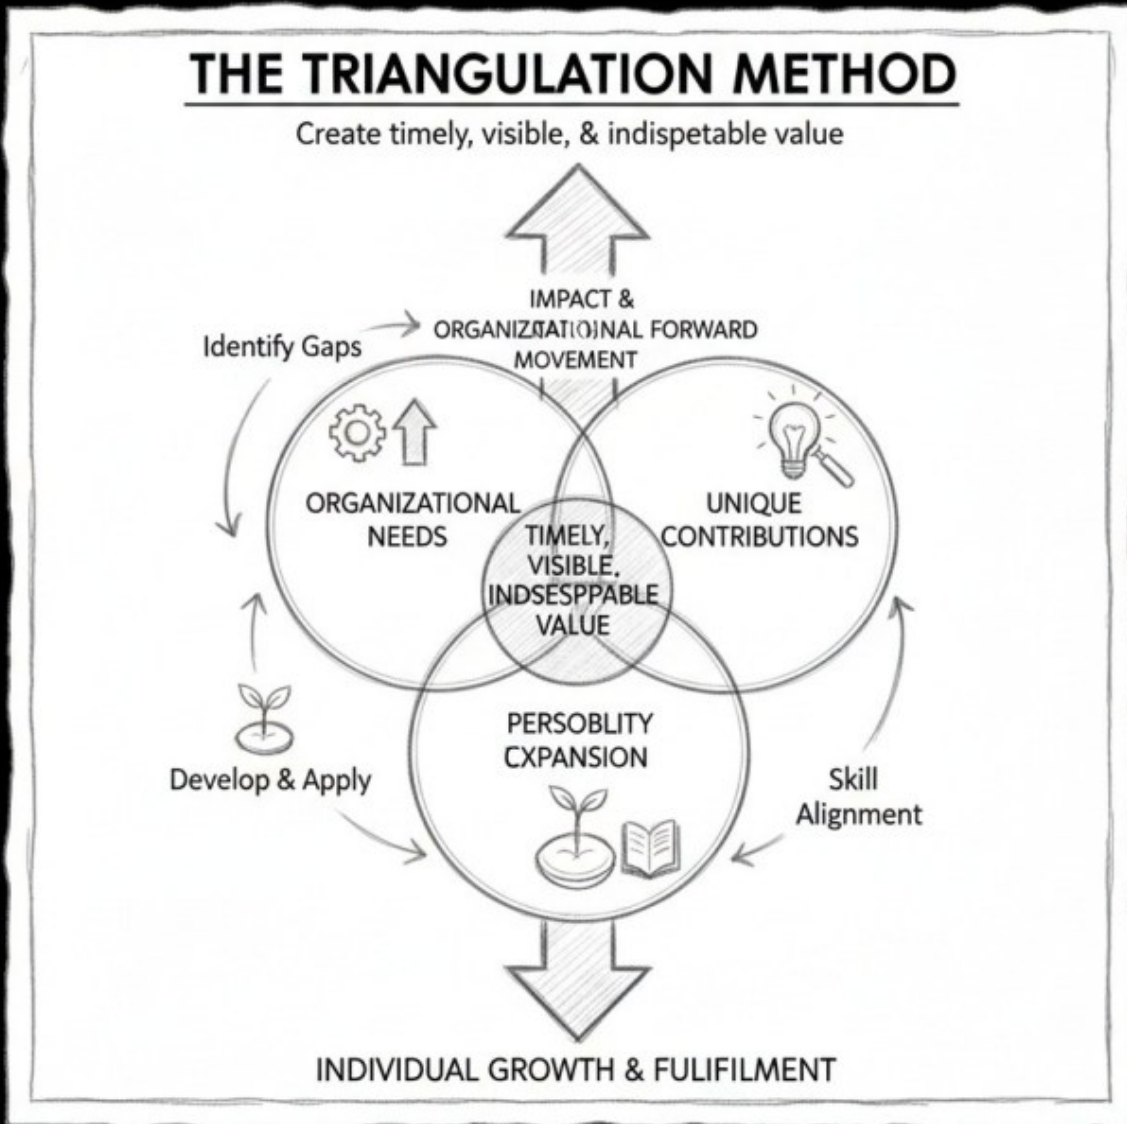 THE TRIANGULATION METHOD
Create timely, visible, & indispetable value
IMPACT &
FORWARD
MOVEMENT
Identify Gaps
ORGANIZATIONAL
NEEDS
UNIQUE
CONTRIBUTIONS
TIMELY,
VISIBLE.
INDSESPPABLE
VALUE
PERSOBLITY
CXPANSION
Develop & Apply
Skill
Alignment
INDIVIDUAL GROWTH & FULIFILMENT